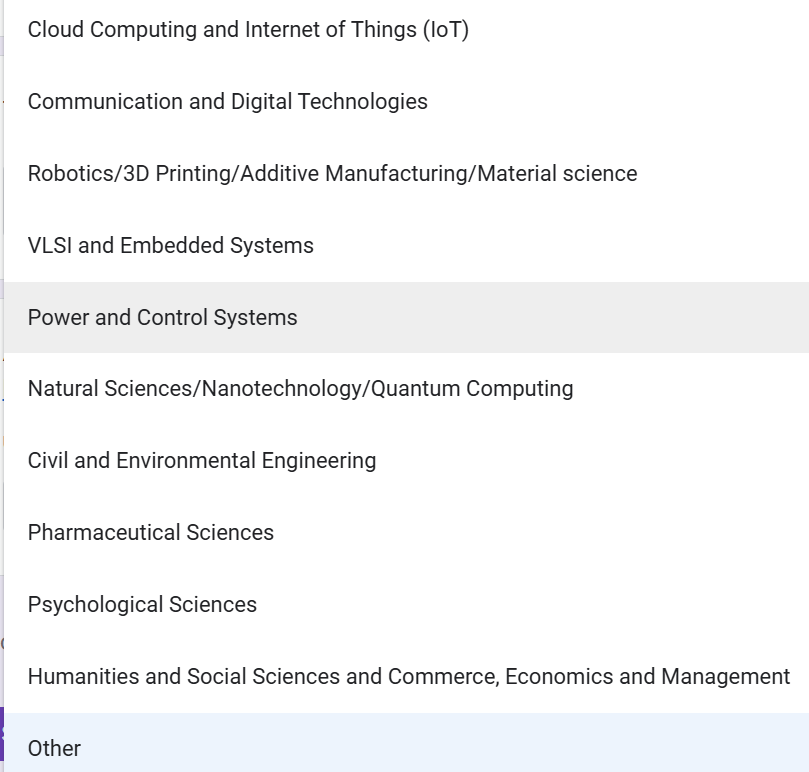 Cloud Computing and Internet of Things (IoT)
Communication and Digital Technologies
Robotics/3D Printing/Additive Manufacturing/Material science
VLSI and Embedded Systems
Power and Control Systems
Natural Sciences/Nanotechnology/Quantum Computing
Civil and Environmental Engineering
Pharmaceutical Sciences
Psychological Sciences
Humanities and Social Sciences and Commerce, Economics and Management
Other